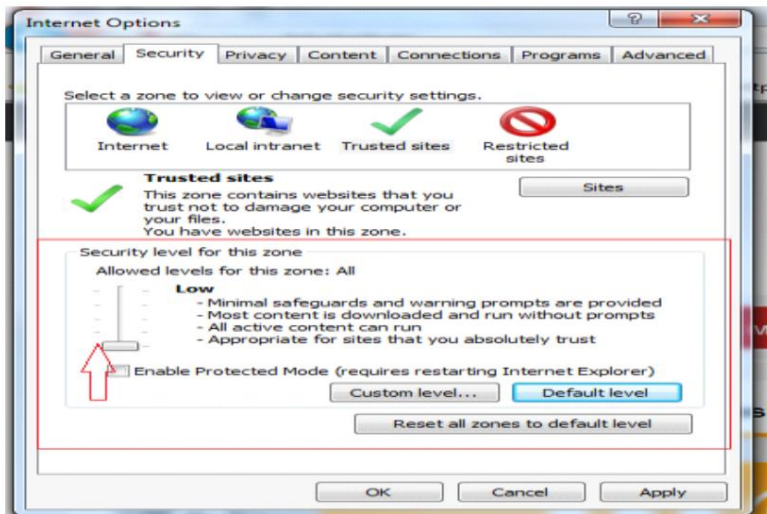 Internet Options
General Security Privacy Content Connections Programs Advanced
Select a zone to view or change security settings.
Internet Local intranet Trusted sites Restricted sites
Trusted sites
This zone contains websites that you
trust not to damage your computer or
your files.
You have websites in this zone.
Sites
Security level for this zone
Allowed levels for this zone: All
Low
- Minimal safeguards and warning prompts are provided
- Most content is downloaded and run without prompts
- All active content can run
- Appropriate for sites that you absolutely trust
Enable Protected Mode (requires restarting Internet Explorer)
Custom level... Default level
Reset all zones to default level
OK Cancel Apply